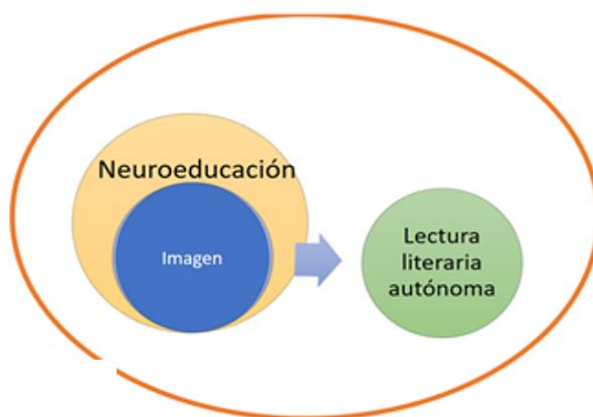 Neuroeducación
Imagen
Lectura
literaria
autónoma